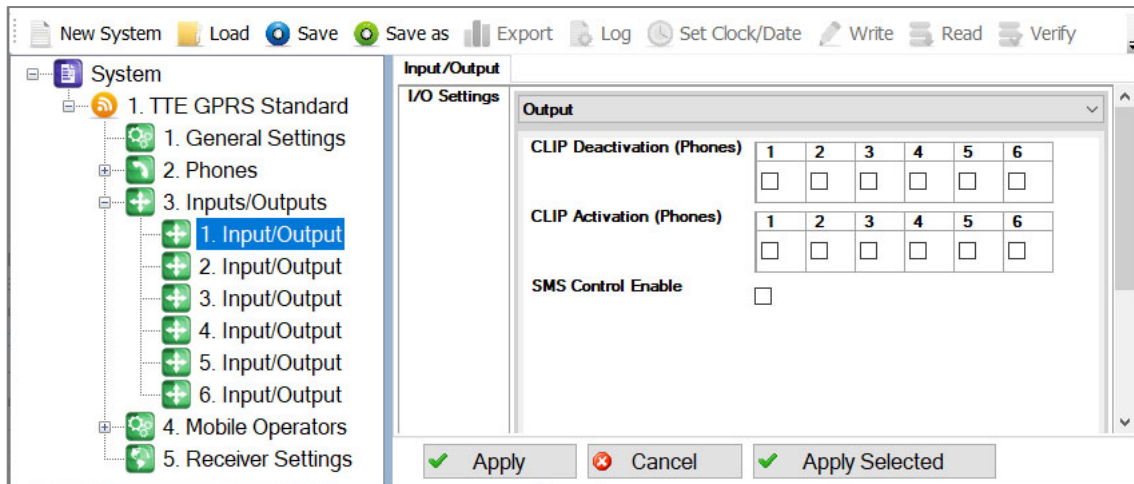 New System Load Save Save as Export Log Set Clock/Date Write Read Verify
System
1. TTE GPRS Standard
1. General Settings
2. Phones
3. Inputs/Outputs
1. Input/Output
2. Input/Output
3. Input/Output
4. Input/Output
5. Input/Output
6. Input/Output
4. Mobile Operators
5. Receiver Settings
Input/Output
I/O Settings
Output
CLIP Deactivation (Phones) 1 2 3 4 5 6
CLIP Activation (Phones) 1 2 3 4 5 6
SMS Control Enable
Apply Cancel Apply Selected